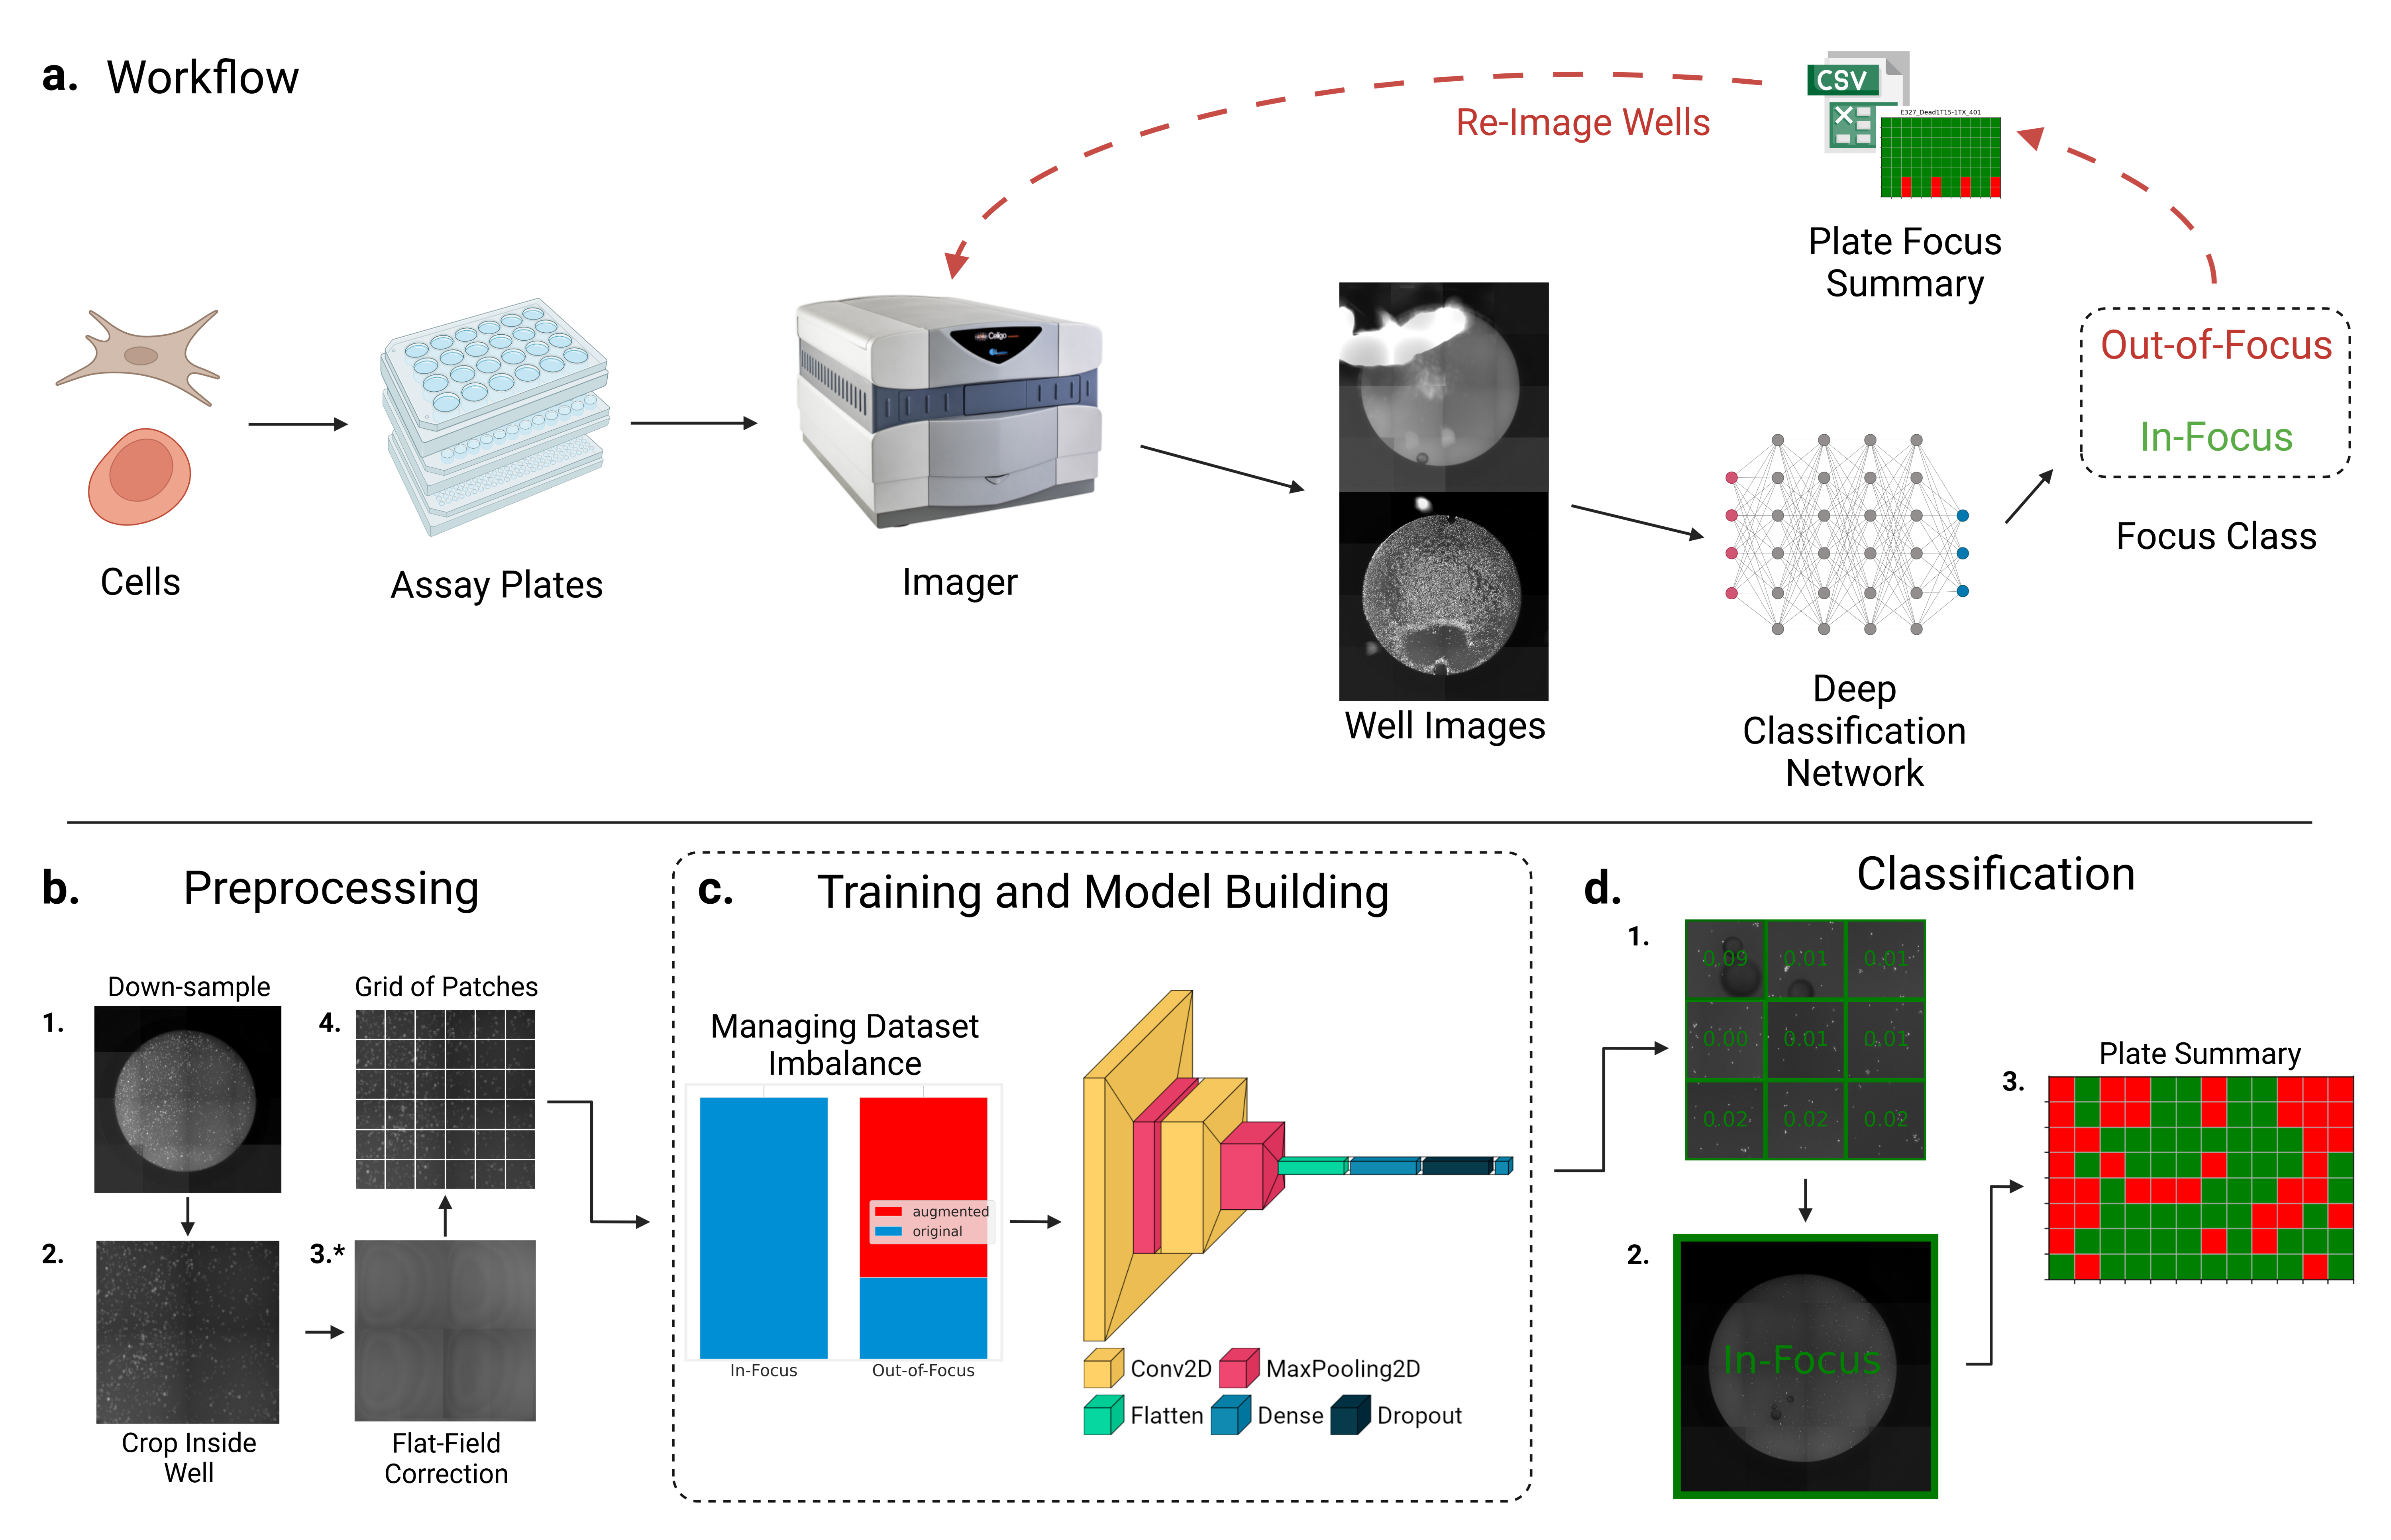 a. Workflow
CSV
E327_Dead1T15-1TX_401
Re-Image Wells
Plate Focus
Summary
Out-of-Focus
In-Focus
Focus Class
Cells
Assay Plates
Imager
Well Images
Deep
Classification
Network
b. Preprocessing
Down-sample
1.
Grid of Patches
4.
2.
Crop Inside
Well
3.*
Flat-Field
Correction
c. Training and Model Building
Managing Dataset
Imbalance
augmented
original
In-Focus
Out-of-Focus
Conv2D
MaxPooling2D
Flatten
Dense
Dropout
d. Classification
1.
0.09 0.01 0.01
0.00 0.01 0.01
0.02 0.02 0.02
2.
In-Focus
Plate Summary
3.